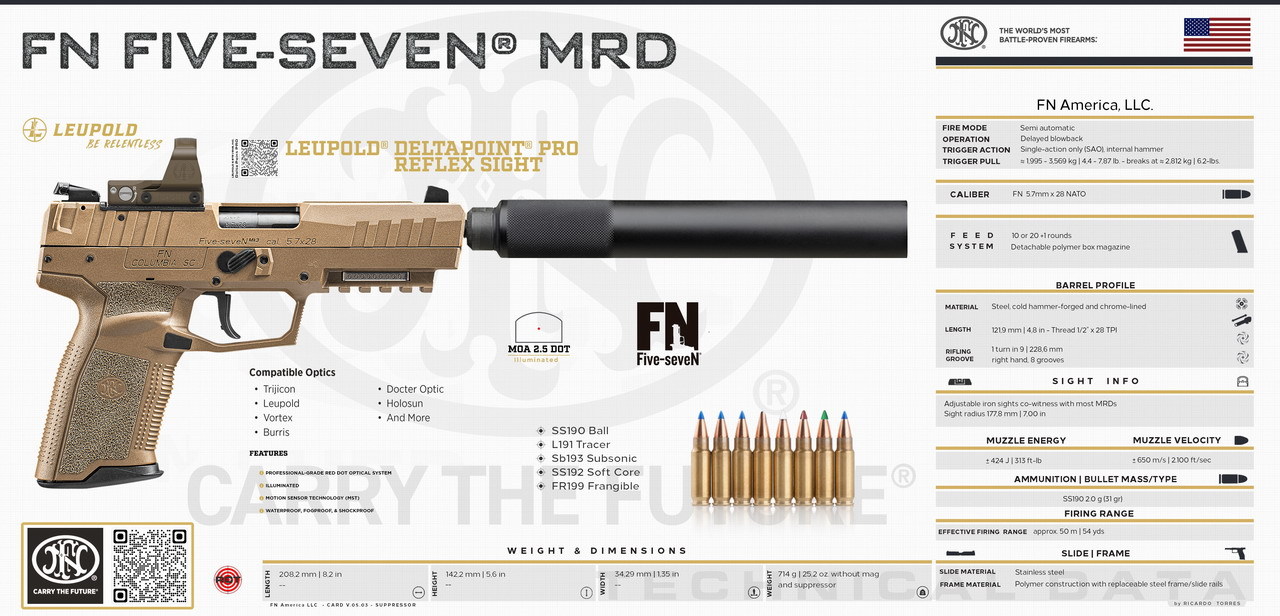 FN FIVE-SEVEN® MRD
LEUPOLD
BE RELENTLESS
LEUPOLD® DELTAPOINT® PRO
REFLEX SIGHT
Five-seveN MK3 cal. 5.7x28
FN
COLUMBIA SC
MOA 2.5 DOT
Illuminated
FN
Five-seveN
Compatible Optics
• Trijicon
• Leupold
• Vortex
• Burris
• Docter Optic
• Holosun
• And More
FEATURES
PROFESSIONAL-GRADE RED DOT OPTICAL SYSTEM
ILLUMINATED
MOTION SENSOR TECHNOLOGY (MST)
WATERPROOF, FOGPROOF, & SHOCKPROOF
SS190 Ball
L191 Tracer
Sb193 Subsonic
SS192 Soft Core
FR199 Frangible
CARRY THE FUTURE®
FN
CARRY THE FUTURE®
WEIGHT & DIMENSIONS
LENGTH
208.2 mm | 8.2 in
--
HEIGHT
142.2 mm | 5.6 in
--
WIDTH
34.29 mm | 1.35 in
--
WEIGHT
714 g | 25.2 oz. without mag
and suppressor
FN America LLC - CARD V.05.03 - SUPPRESSOR
TECHNICAL DATA
FN
THE WORLD'S MOST
BATTLE-PROVEN FIREARMS.
FN America, LLC.
FIRE MODE Semi automatic
OPERATION Delayed blowback
TRIGGER ACTION Single-action only (SAO), internal hammer
TRIGGER PULL ≈ 1,995 - 3,569 kg | 4,4 - 7.87 lb. - breaks at ≈ 2,812 kg | 6.2-lbs.
CALIBER FN 5.7mm x 28 NATO
FEED
SYSTEM
10 or 20 +1 rounds
Detachable polymer box magazine
BARREL PROFILE
MATERIAL Steel, cold hammer-forged and chrome-lined
LENGTH 121,9 mm | 4,8 in - Thread 1/2" x 28 TPI
RIFLING
GROOVE
1 turn in 9 | 228,6 mm
right hand, 8 grooves
SIGHT INFO
Adjustable iron sights co-witness with most MRDs
Sight radius 177.8 mm | 7.00 in
MUZZLE ENERGY MUZZLE VELOCITY
± 424 J | 313 ft-lb ± 650 m/s | 2100 ft/sec
AMMUNITION | BULLET MASS/TYPE
SS190 2.0 g (31 gr)
FIRING RANGE
EFFECTIVE FIRING RANGE approx. 50 m | 54 yds
SLIDE | FRAME
SLIDE MATERIAL Stainless steel
FRAME MATERIAL Polymer construction with replaceable steel frame/slide rails
by RICARDO TORRES